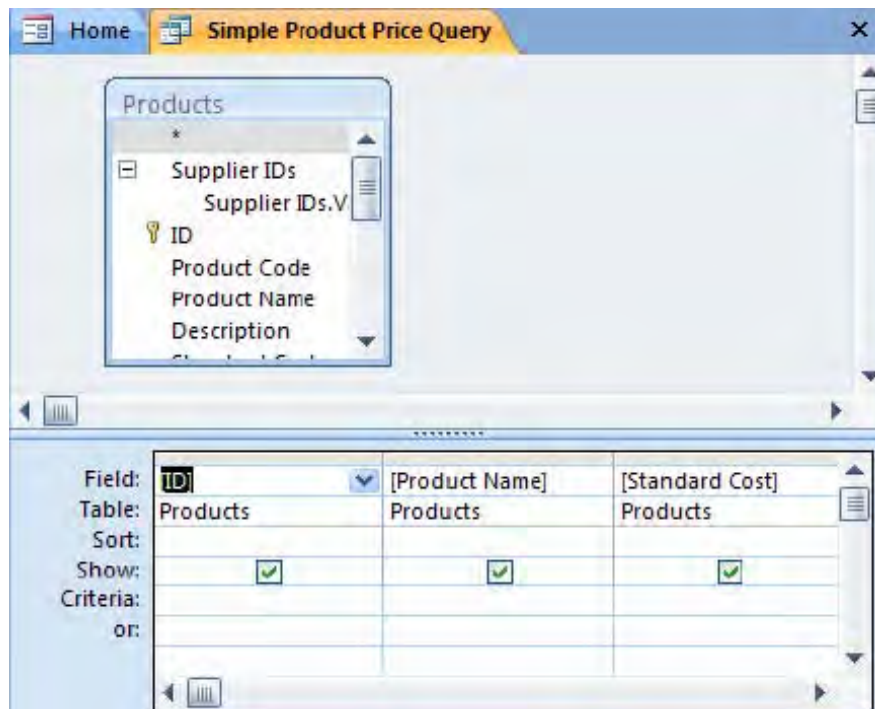 Home Simple Product Price Query
Products
*
Supplier IDs
Supplier IDs.V
ID
Product Code
Product Name
Description
Field: ID [Product Name] [Standard Cost]
Table: Products Products Products
Sort:
Show:
Criteria:
or: